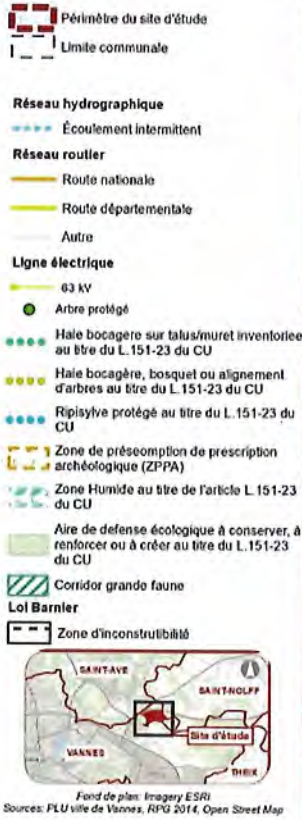 Périmètre du site d'étude
Limite communale
Réseau hydrographique
Écoulement intermittent
Réseau routier
Route nationale
Route départementale
Autre
Ligne électrique
63 kV
Arbre protégé
Haie bocagere sur talus/muret inventoriee
au titre du L.151-23 du CU
Haie bocagère, bosquet ou alignement
d'arbres au titre du L.151-23 du CU
Ripisylve protégé au titre du L.151-23 du
CU
Zone de présomption de prescription
archéologique (ZPPA)
Zone Humide au titre de l'article L.151-23
du CU
Aire de defense écologique à conserver, à
renforcer ou à créer au titre du L.151-23
du CU
Corridor grande faune
Loi Barnier
Zone d'inconstrutibilité
SAINT-AVE
SAINT-NOLFF
Site d'étude
VANNES
THEIX
Fond de plan: Imagery ESRI
Sources: PLU ville de Vannes, RPG 2014, Open Street Map